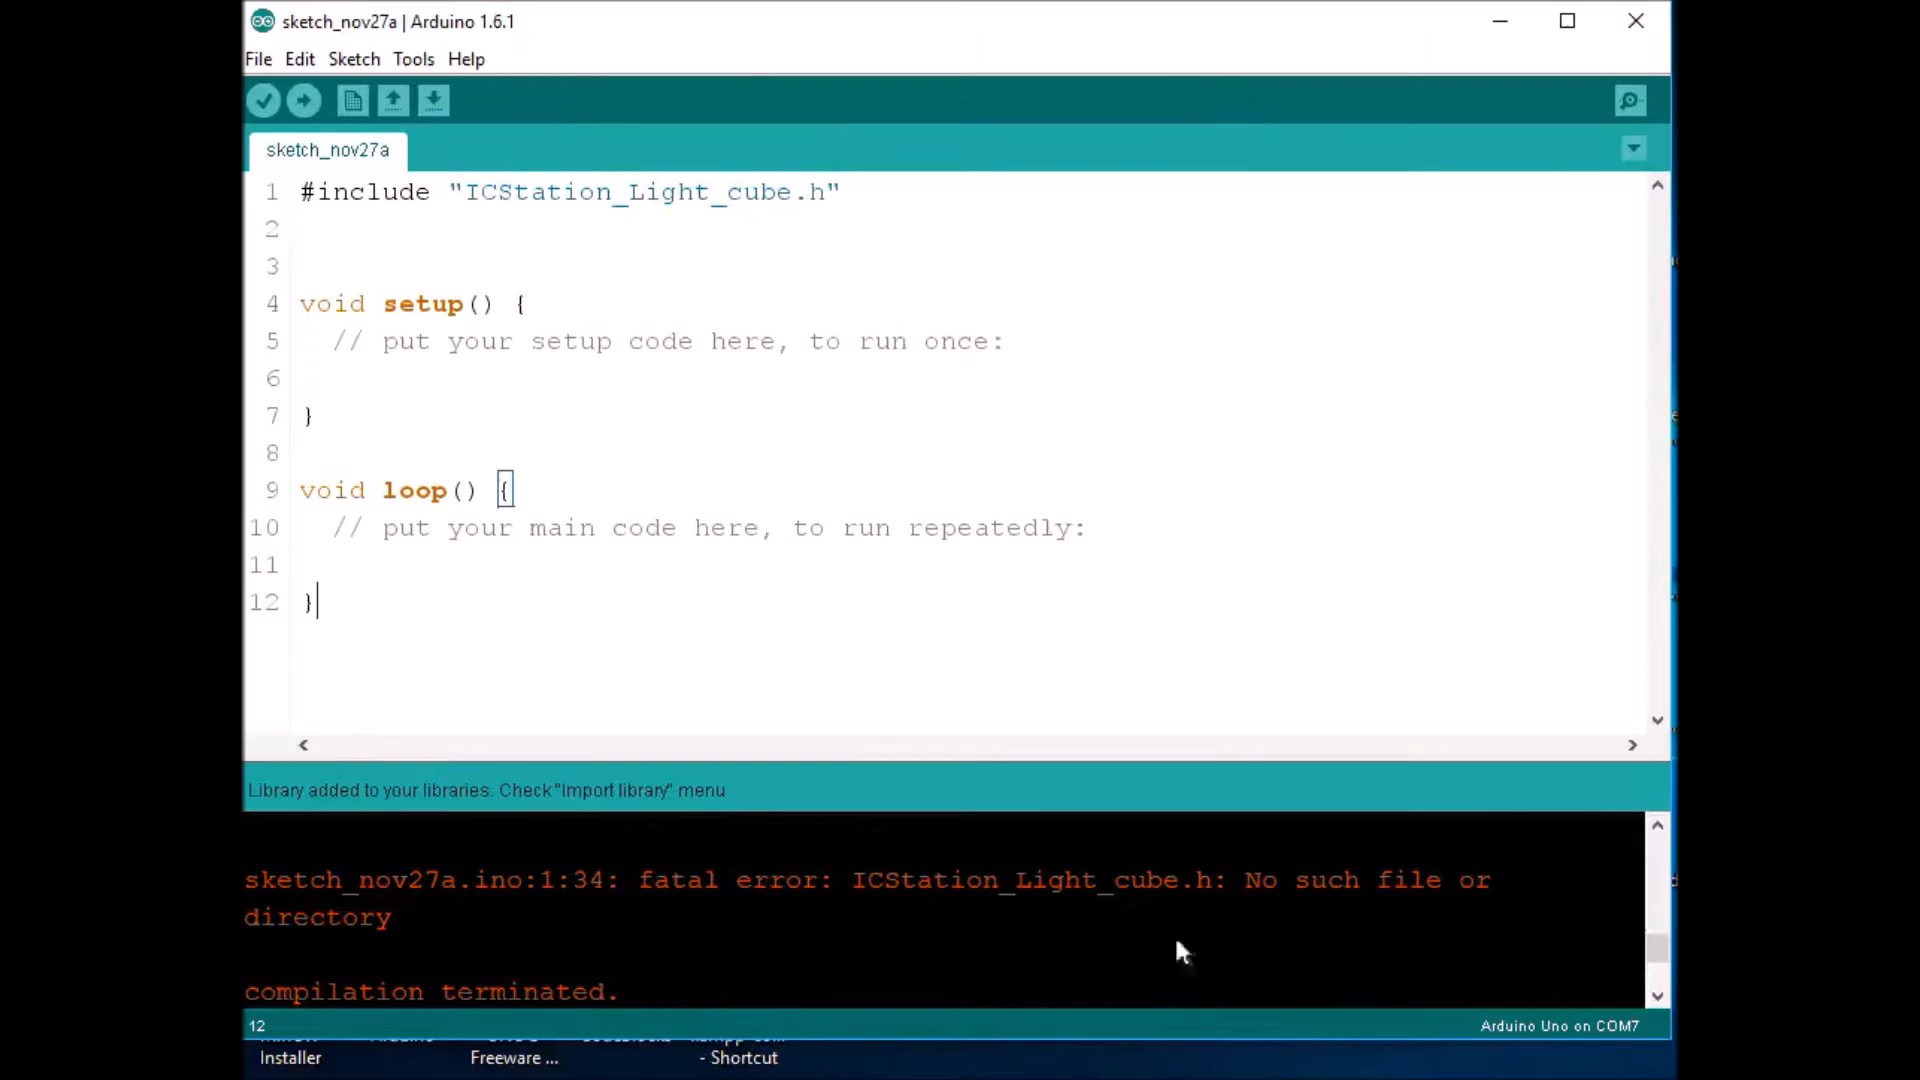 sketch_nov27a | Arduino 1.6.1
File Edit Sketch Tools Help
sketch_nov27a
1 #include "ICStation_Light_cube.h"
2
3
4 void setup() {
5 // put your setup code here, to run once:
6
7 }
8
9 void loop() {
10 // put your main code here, to run repeatedly:
11
12 }
Library added to your libraries. Check "Import library" menu
sketch_nov27a.ino:1:34: fatal error: ICStation_Light_cube.h: No such file or
directory
compilation terminated.
12 Arduino Uno on COM7
Installer Freeware ... - Shortcut